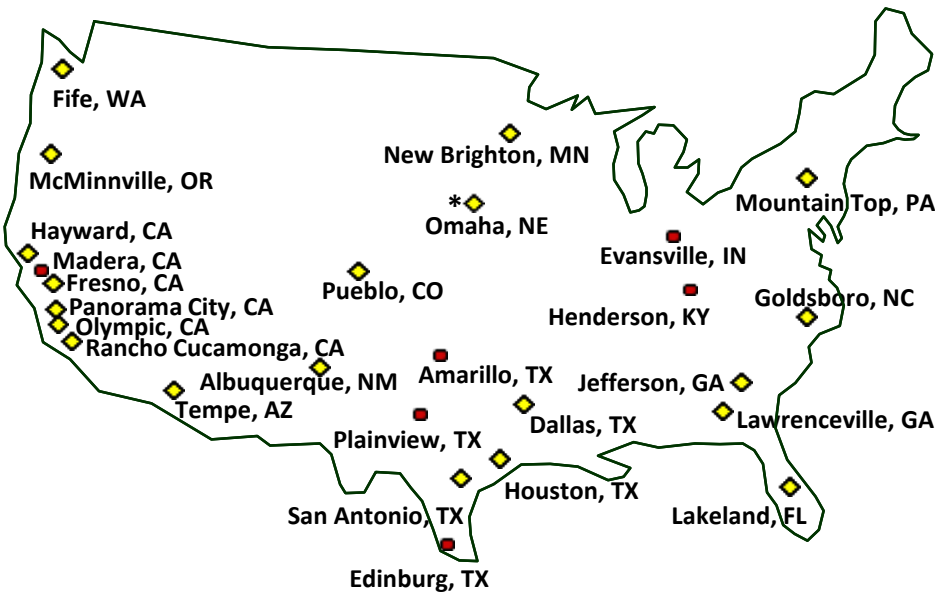 Fife, WA
New Brighton, MN
McMinnville, OR
*
Mountain Top, PA
Omaha, NE
Hayward, CA
Evansville, IN
Madera, CA
Fresno, CA
Pueblo, CO
Goldsboro, NC
Panorama City, CA
Henderson, KY
Olympic, CA
Rancho Cucamonga, CA
Amarillo, TX
Albuquerque, NM
Jefferson, GA
Tempe, AZ
Lawrenceville, GA
Dallas, TX
Plainview, TX
Houston, TX
San Antonio, TX
Lakeland, FL
Edinburg, TX